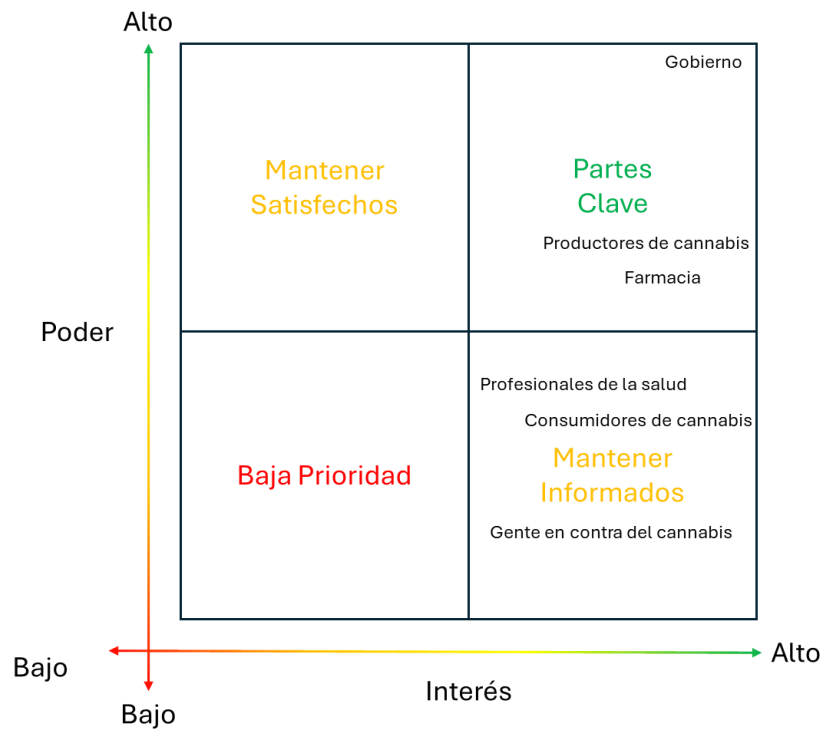 Alto
Gobierno
Mantener
Satisfechos
Partes
Clave
Productores de cannabis
Farmacia
Poder
Profesionales de la salud
Consumidores de cannabis
Mantener
Informados
Baja Prioridad
Gente en contra del cannabis
Bajo
Alto
Interés
Bajo